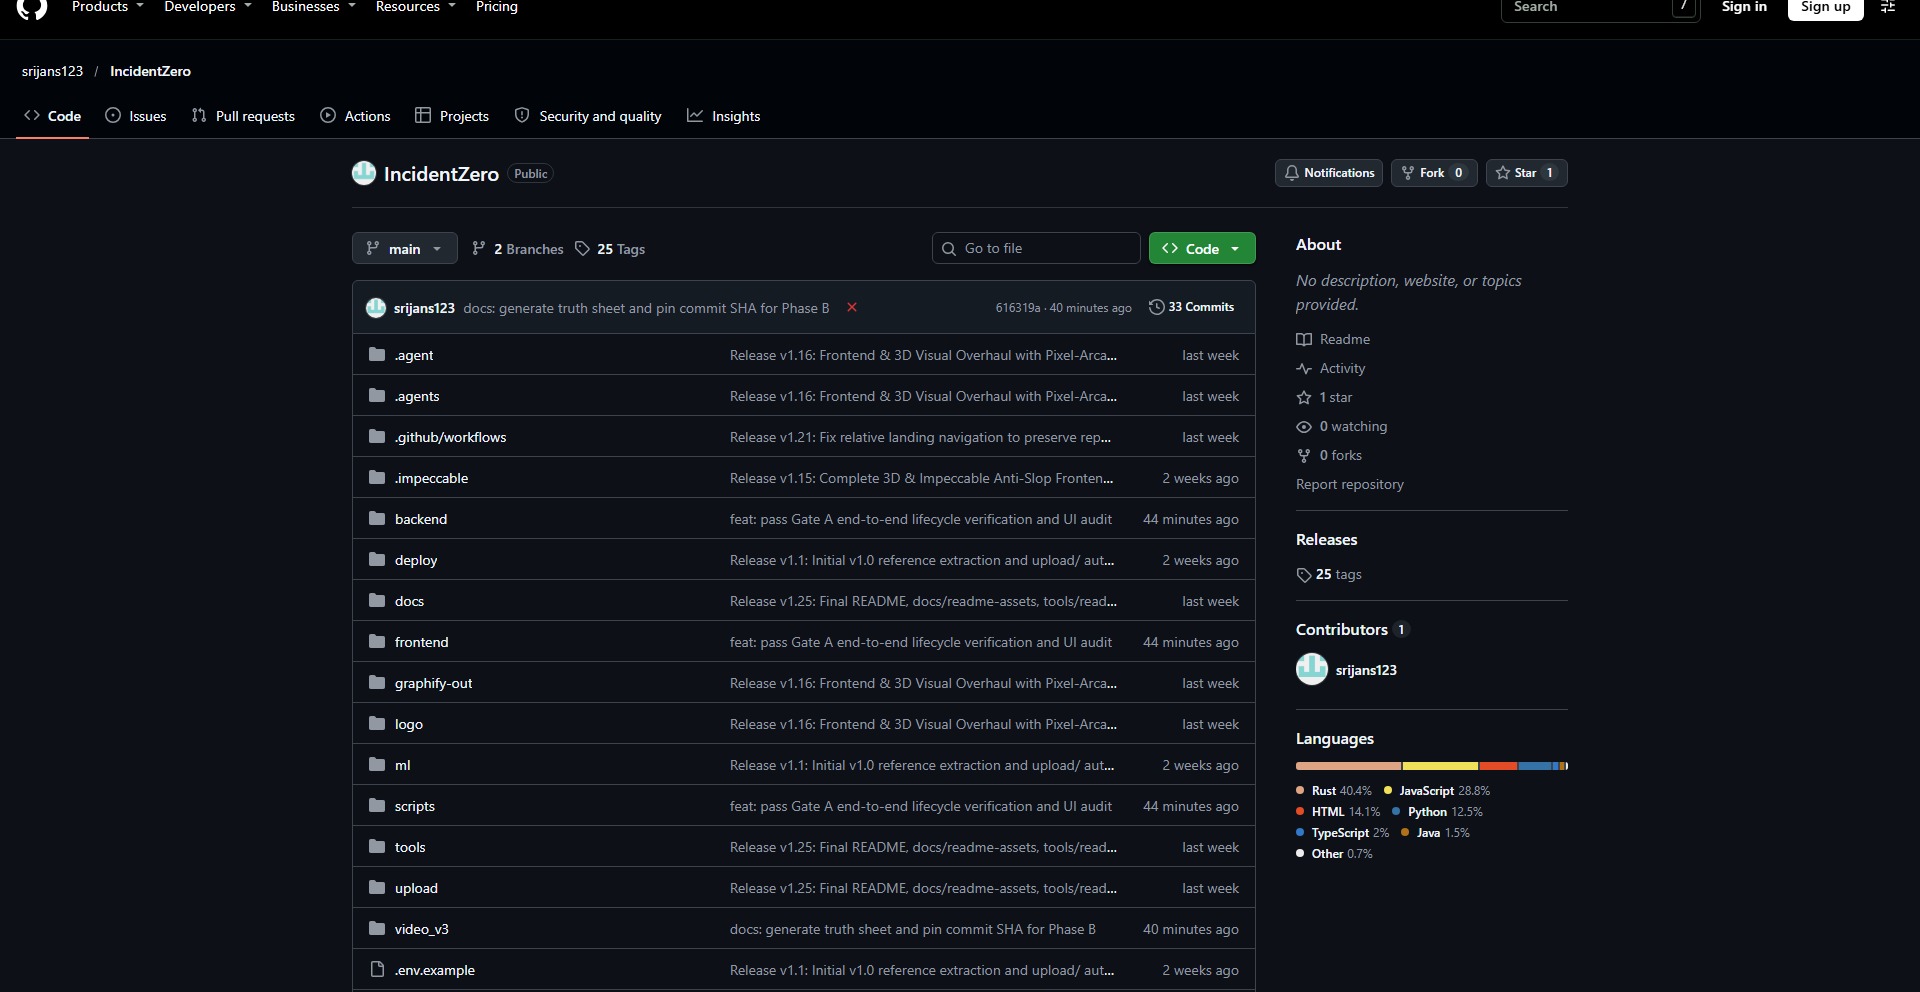 Products Developers Businesses Resources Pricing Search / Sign in Sign up
srijans123 / IncidentZero
Code Issues Pull requests Actions Projects Security and quality Insights
IncidentZero Public Notifications Fork 0 Star 1
main 2 Branches 25 Tags Go to file Code
srijans123 docs: generate truth sheet and pin commit SHA for Phase B 616319a · 40 minutes ago 33 Commits
.agent Release v1.16: Frontend & 3D Visual Overhaul with Pixel-Arca... last week
.agents Release v1.16: Frontend & 3D Visual Overhaul with Pixel-Arca... last week
.github/workflows Release v1.21: Fix relative landing navigation to preserve rep... last week
.impeccable Release v1.15: Complete 3D & Impeccable Anti-Slop Fronten... 2 weeks ago
backend feat: pass Gate A end-to-end lifecycle verification and UI audit 44 minutes ago
deploy Release v1.1: Initial v1.0 reference extraction and upload/ aut... 2 weeks ago
docs Release v1.25: Final README, docs/readme-assets, tools/read... last week
frontend feat: pass Gate A end-to-end lifecycle verification and UI audit 44 minutes ago
graphify-out Release v1.16: Frontend & 3D Visual Overhaul with Pixel-Arca... last week
logo Release v1.16: Frontend & 3D Visual Overhaul with Pixel-Arca... last week
ml Release v1.1: Initial v1.0 reference extraction and upload/ aut... 2 weeks ago
scripts feat: pass Gate A end-to-end lifecycle verification and UI audit 44 minutes ago
tools Release v1.25: Final README, docs/readme-assets, tools/read... last week
upload Release v1.25: Final README, docs/readme-assets, tools/read... last week
video_v3 docs: generate truth sheet and pin commit SHA for Phase B 40 minutes ago
.env.example Release v1.1: Initial v1.0 reference extraction and upload/ aut... 2 weeks ago
About
No description, website, or topics
provided.
Readme
Activity
1 star
0 watching
0 forks
Report repository
Releases
25 tags
Contributors 1
srijans123
Languages
Rust 40.4% JavaScript 28.8%
HTML 14.1% Python 12.5%
TypeScript 2% Java 1.5%
Other 0.7%